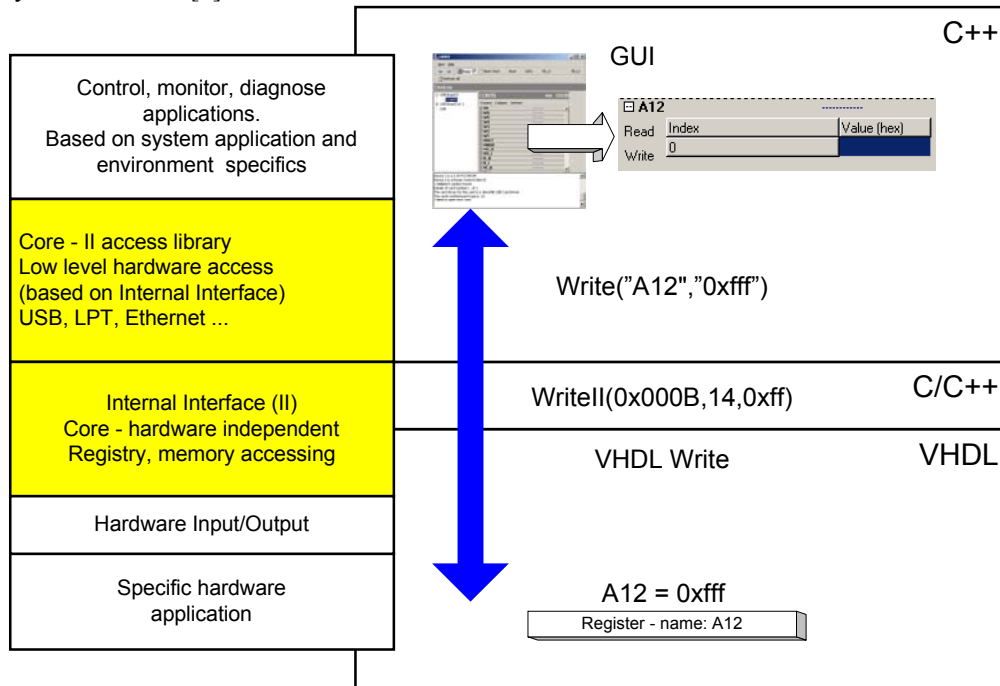 C++
GUI
Control, monitor, diagnose
applications.
Based on system application and
environment specifics
A12
Read Index Value (hex)
Write 0
Core - II access library
Low level hardware access
(based on Internal Interface)
USB, LPT, Ethernet ...
Write("A12","0xfff")
Internal Interface (II)
Core - hardware independent
Registry, memory accessing
WriteII(0x000B,14,0xff)
C/C++
VHDL Write
VHDL
Hardware Input/Output
Specific hardware
application
A12 = 0xfff
Register - name: A12